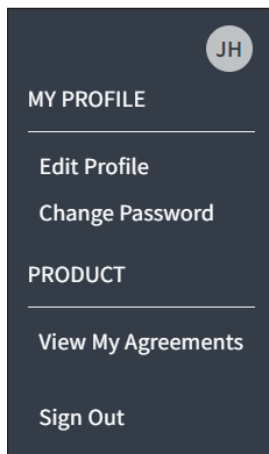 JH
MY PROFILE
Edit Profile
Change Password
PRODUCT
View My Agreements
Sign Out